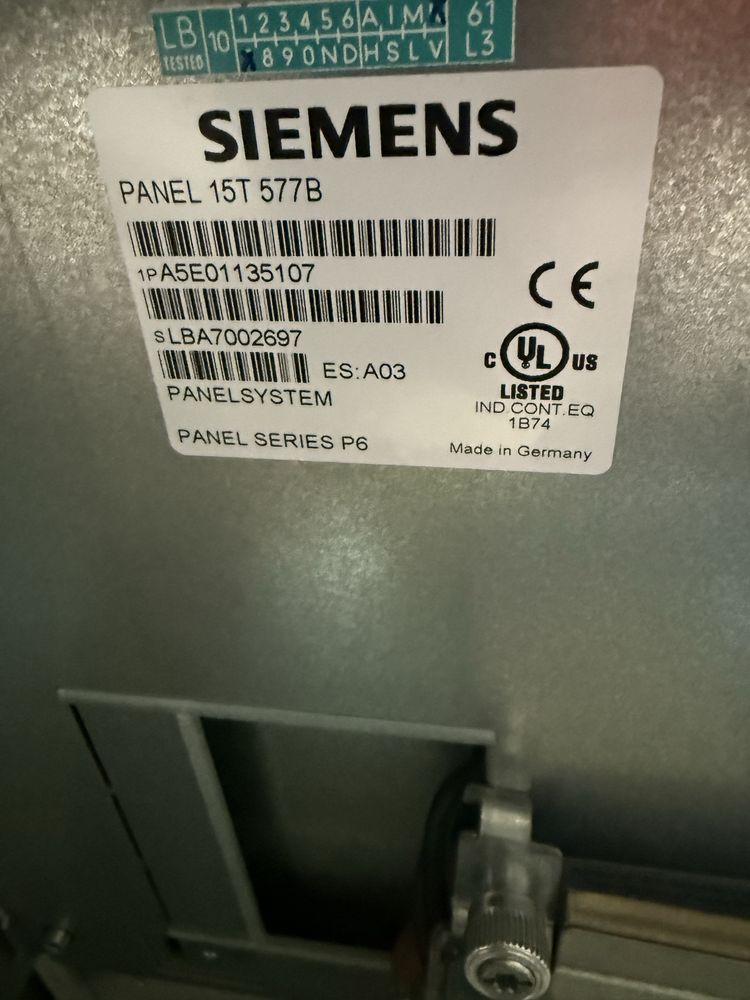 LB 10 1 2 3 4 5 6 A J M 61
TESTED 8 9 0 N D H S L V L3
SIEMENS
PANEL 15T 577B
1P A5E01135107
S LBA7002697
ES: A03
PANELSYSTEM
PANEL SERIES P6
CE
C UL US
LISTED
IND.CONT.EQ
1B74
Made in Germany